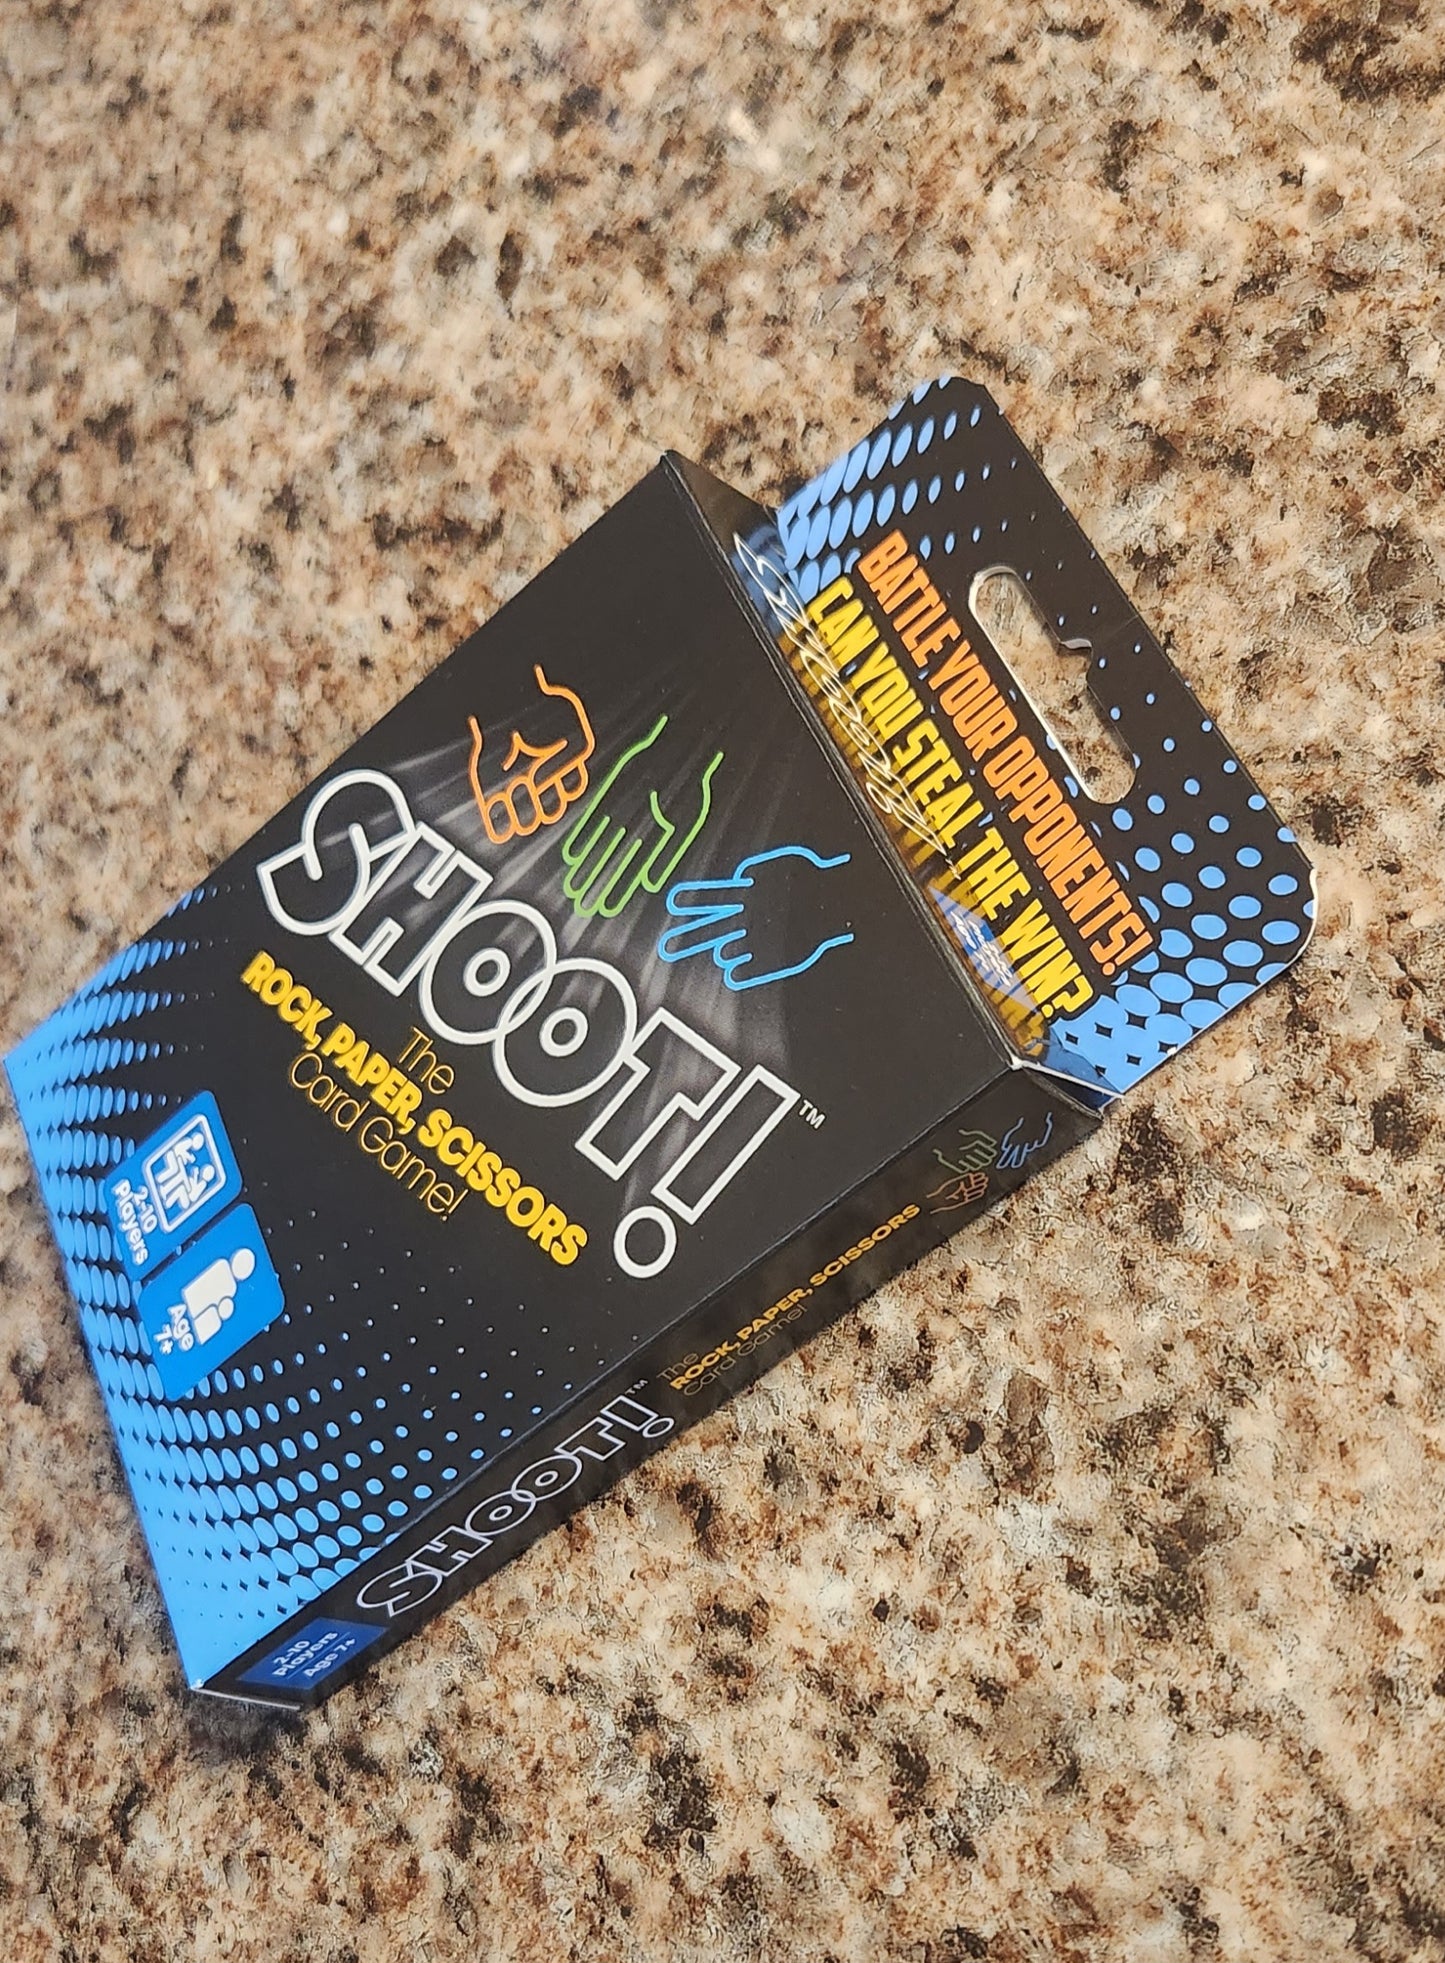 BATTLE YOUR OPPONENTS!
CAN YOU STEAL THE WIN?
SHOOT!™
The
ROCK, PAPER, SCISSORS
Card Game!
2-10
Players
Age
7+
SHOOT!™
The
ROCK, PAPER, SCISSORS
Card Game!
2-10
Players
Age 7+